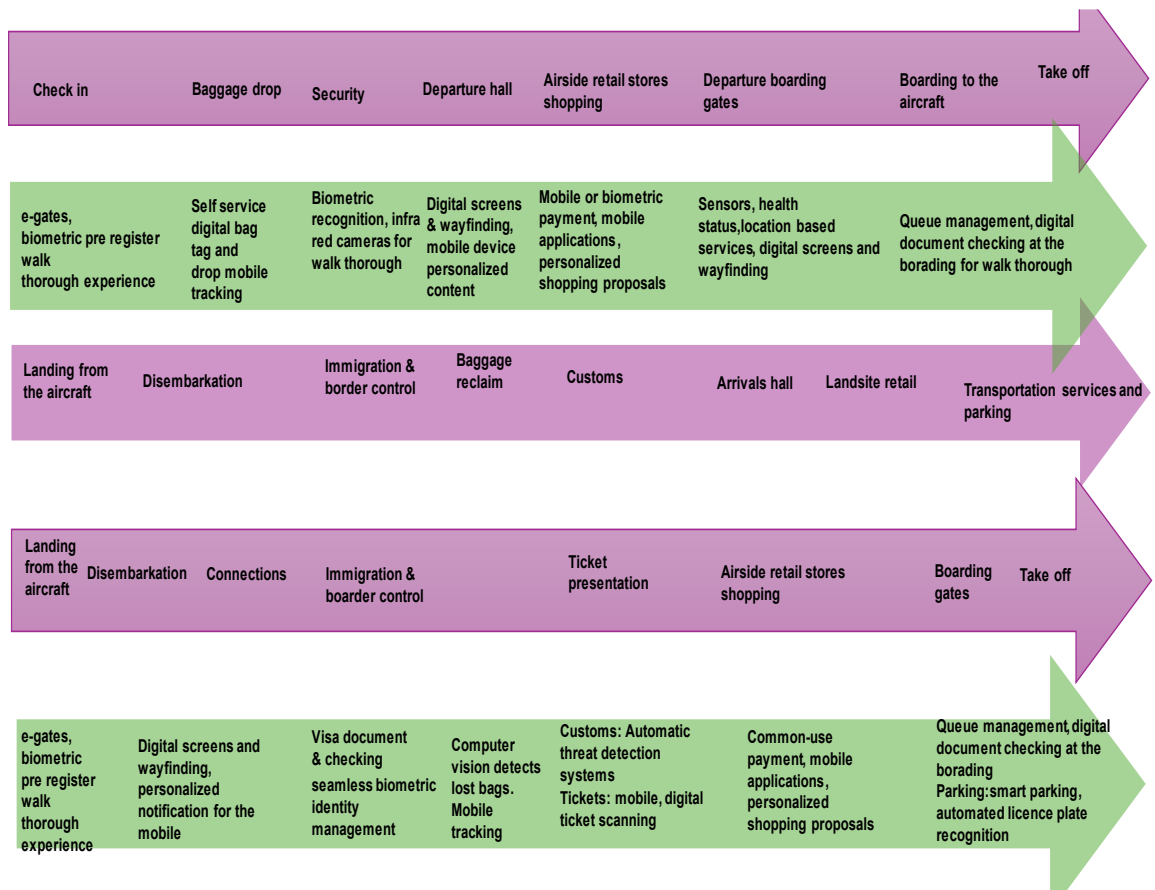 Check in
Baggage drop
Security
Departure hall
Airside retail stores
shopping
Departure boarding
gates
Boarding to the
aircraft
Take off
e-gates,
biometric pre register
walk
thorough experience
Self service
digital bag
tag and
drop mobile
tracking
Biometric
recognition, infra
red cameras for
walk thorough
Digital screens
& wayfinding,
mobile device
personalized
content
Mobile or biometric
payment, mobile
applications,
personalized
shopping proposals
Sensors, health
status,location based
services, digital screens and
wayfinding
Queue management, digital
document checking at the
borading for walk thorough
Landing from
the aircraft
Disembarkation
Immigration &
border control
Baggage
reclaim
Customs
Arrivals hall
Landsite retail
Transportation services and
parking
Landing
from the
aircraft
Disembarkation
Connections
Immigration &
boarder control
Ticket
presentation
Airside retail stores
shopping
Boarding
gates
Take off
e-gates,
biometric
pre register
walk
thorough
experience
Digital screens and
wayfinding,
personalized
notification for the
mobile
Visa document
& checking
seamless biometric
identity
management
Computer
vision detects
lost bags.
Mobile
tracking
Customs: Automatic
threat detection
systems
Tickets: mobile, digital
ticket scanning
Common-use
payment, mobile
applications,
personalized
shopping proposals
Queue management, digital
document checking at the
borading
Parking:smart parking,
automated licence plate
recognition